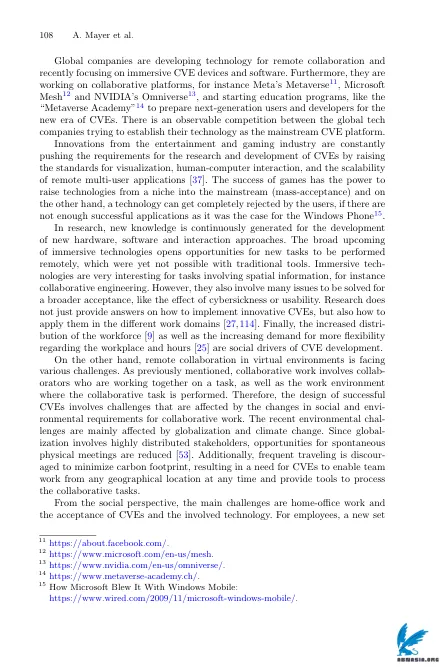 108 A. Mayer et al.
Global companies are developing technology for remote collaboration and
recently focusing on immersive CVE devices and software. Furthermore, they are
working on collaborative platforms, for instance Meta's Metaverse11, Microsoft
Mesh12 and NVIDIA's Omniverse13, and starting education programs, like the
"Metaverse Academy"14 to prepare next-generation users and developers for the
new era of CVEs. There is an observable competition between the global tech
companies trying to establish their technology as the mainstream CVE platform.
Innovations from the entertainment and gaming industry are constantly
pushing the requirements for the research and development of CVEs by raising
the standards for visualization, human-computer interaction, and the scalability
of remote multi-user applications [37]. The success of games has the power to
raise technologies from a niche into the mainstream (mass-acceptance) and on
the other hand, a technology can get completely rejected by the users, if there are
not enough successful applications as it was the case for the Windows Phone15.
In research, new knowledge is continuously generated for the development
of new hardware, software and interaction approaches. The broad upcoming
of immersive technologies opens opportunities for new tasks to be performed
remotely, which were yet not possible with traditional tools. Immersive tech-
nologies are very interesting for tasks involving spatial information, for instance
collaborative engineering. However, they also involve many issues to be solved for
a broader acceptance, like the effect of cybersickness or usability. Research does
not just provide answers on how to implement innovative CVEs, but also how to
apply them in the different work domains [27,114]. Finally, the increased distri-
bution of the workforce [9] as well as the increasing demand for more flexibility
regarding the workplace and hours [25] are social drivers of CVE development.
On the other hand, remote collaboration in virtual environments is facing
various challenges. As previously mentioned, collaborative work involves collab-
orators who are working together on a task, as well as the work environment
where the collaborative task is performed. Therefore, the design of successful
CVEs involves challenges that are affected by the changes in social and envi-
ronmental requirements for collaborative work. The recent environmental chal-
lenges are mainly affected by globalization and climate change. Since global-
ization involves highly distributed stakeholders, opportunities for spontaneous
physical meetings are reduced [53]. Additionally, frequent traveling is discour-
aged to minimize carbon footprint, resulting in a need for CVEs to enable team
work from any geographical location at any time and provide tools to process
the collaborative tasks.
From the social perspective, the main challenges are home-office work and
the acceptance of CVEs and the involved technology. For employees, a new set
11 https://about.facebook.com/.
12 https://www.microsoft.com/en-us/mesh.
13 https://www.nvidia.com/en-us/omniverse/.
14 https://www.metaverse-academy.ch/.
15 How Microsoft Blew It With Windows Mobile:
https://www.wired.com/2009/11/microsoft-windows-mobile/.